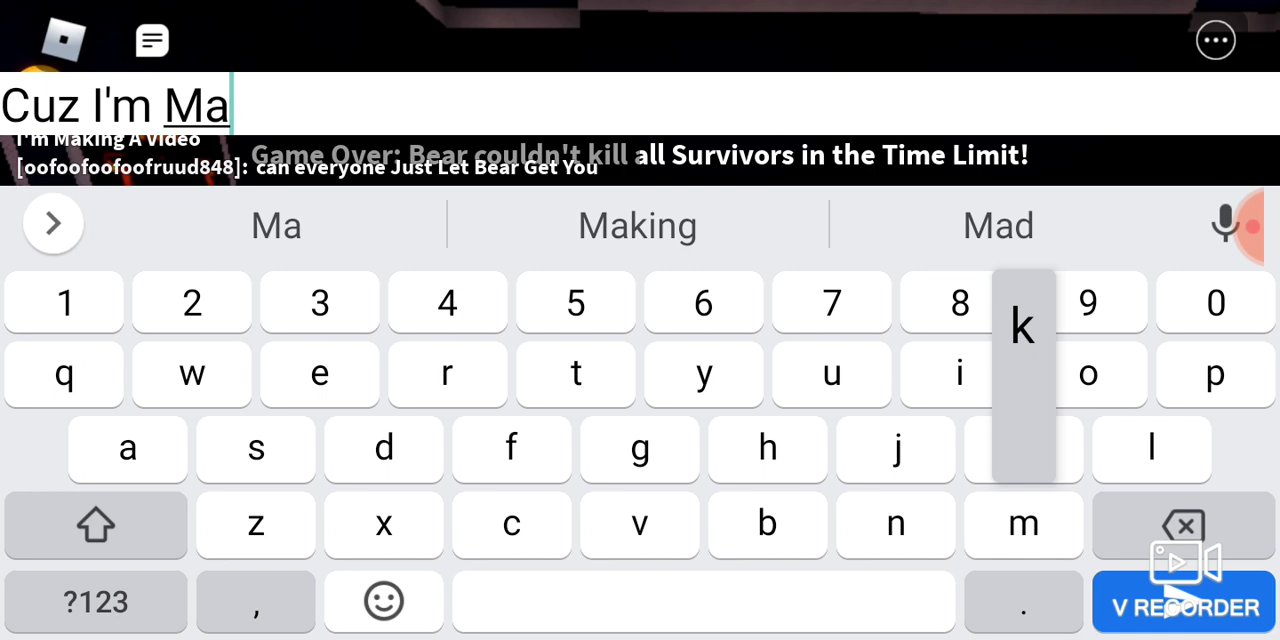 Cuz I'm Ma
I'm Making A Video
Game Over: Bear couldn't kill all Survivors in the Time Limit!
[oofoofoofoofruud848]: can everyone Just Let Bear Get You
Ma Making Mad
1 2 3 4 5 6 7 8 9 0
k
q w e r t y u i o p
a s d f g h j l
z x c v b n m
?123 , .
V RECORDER